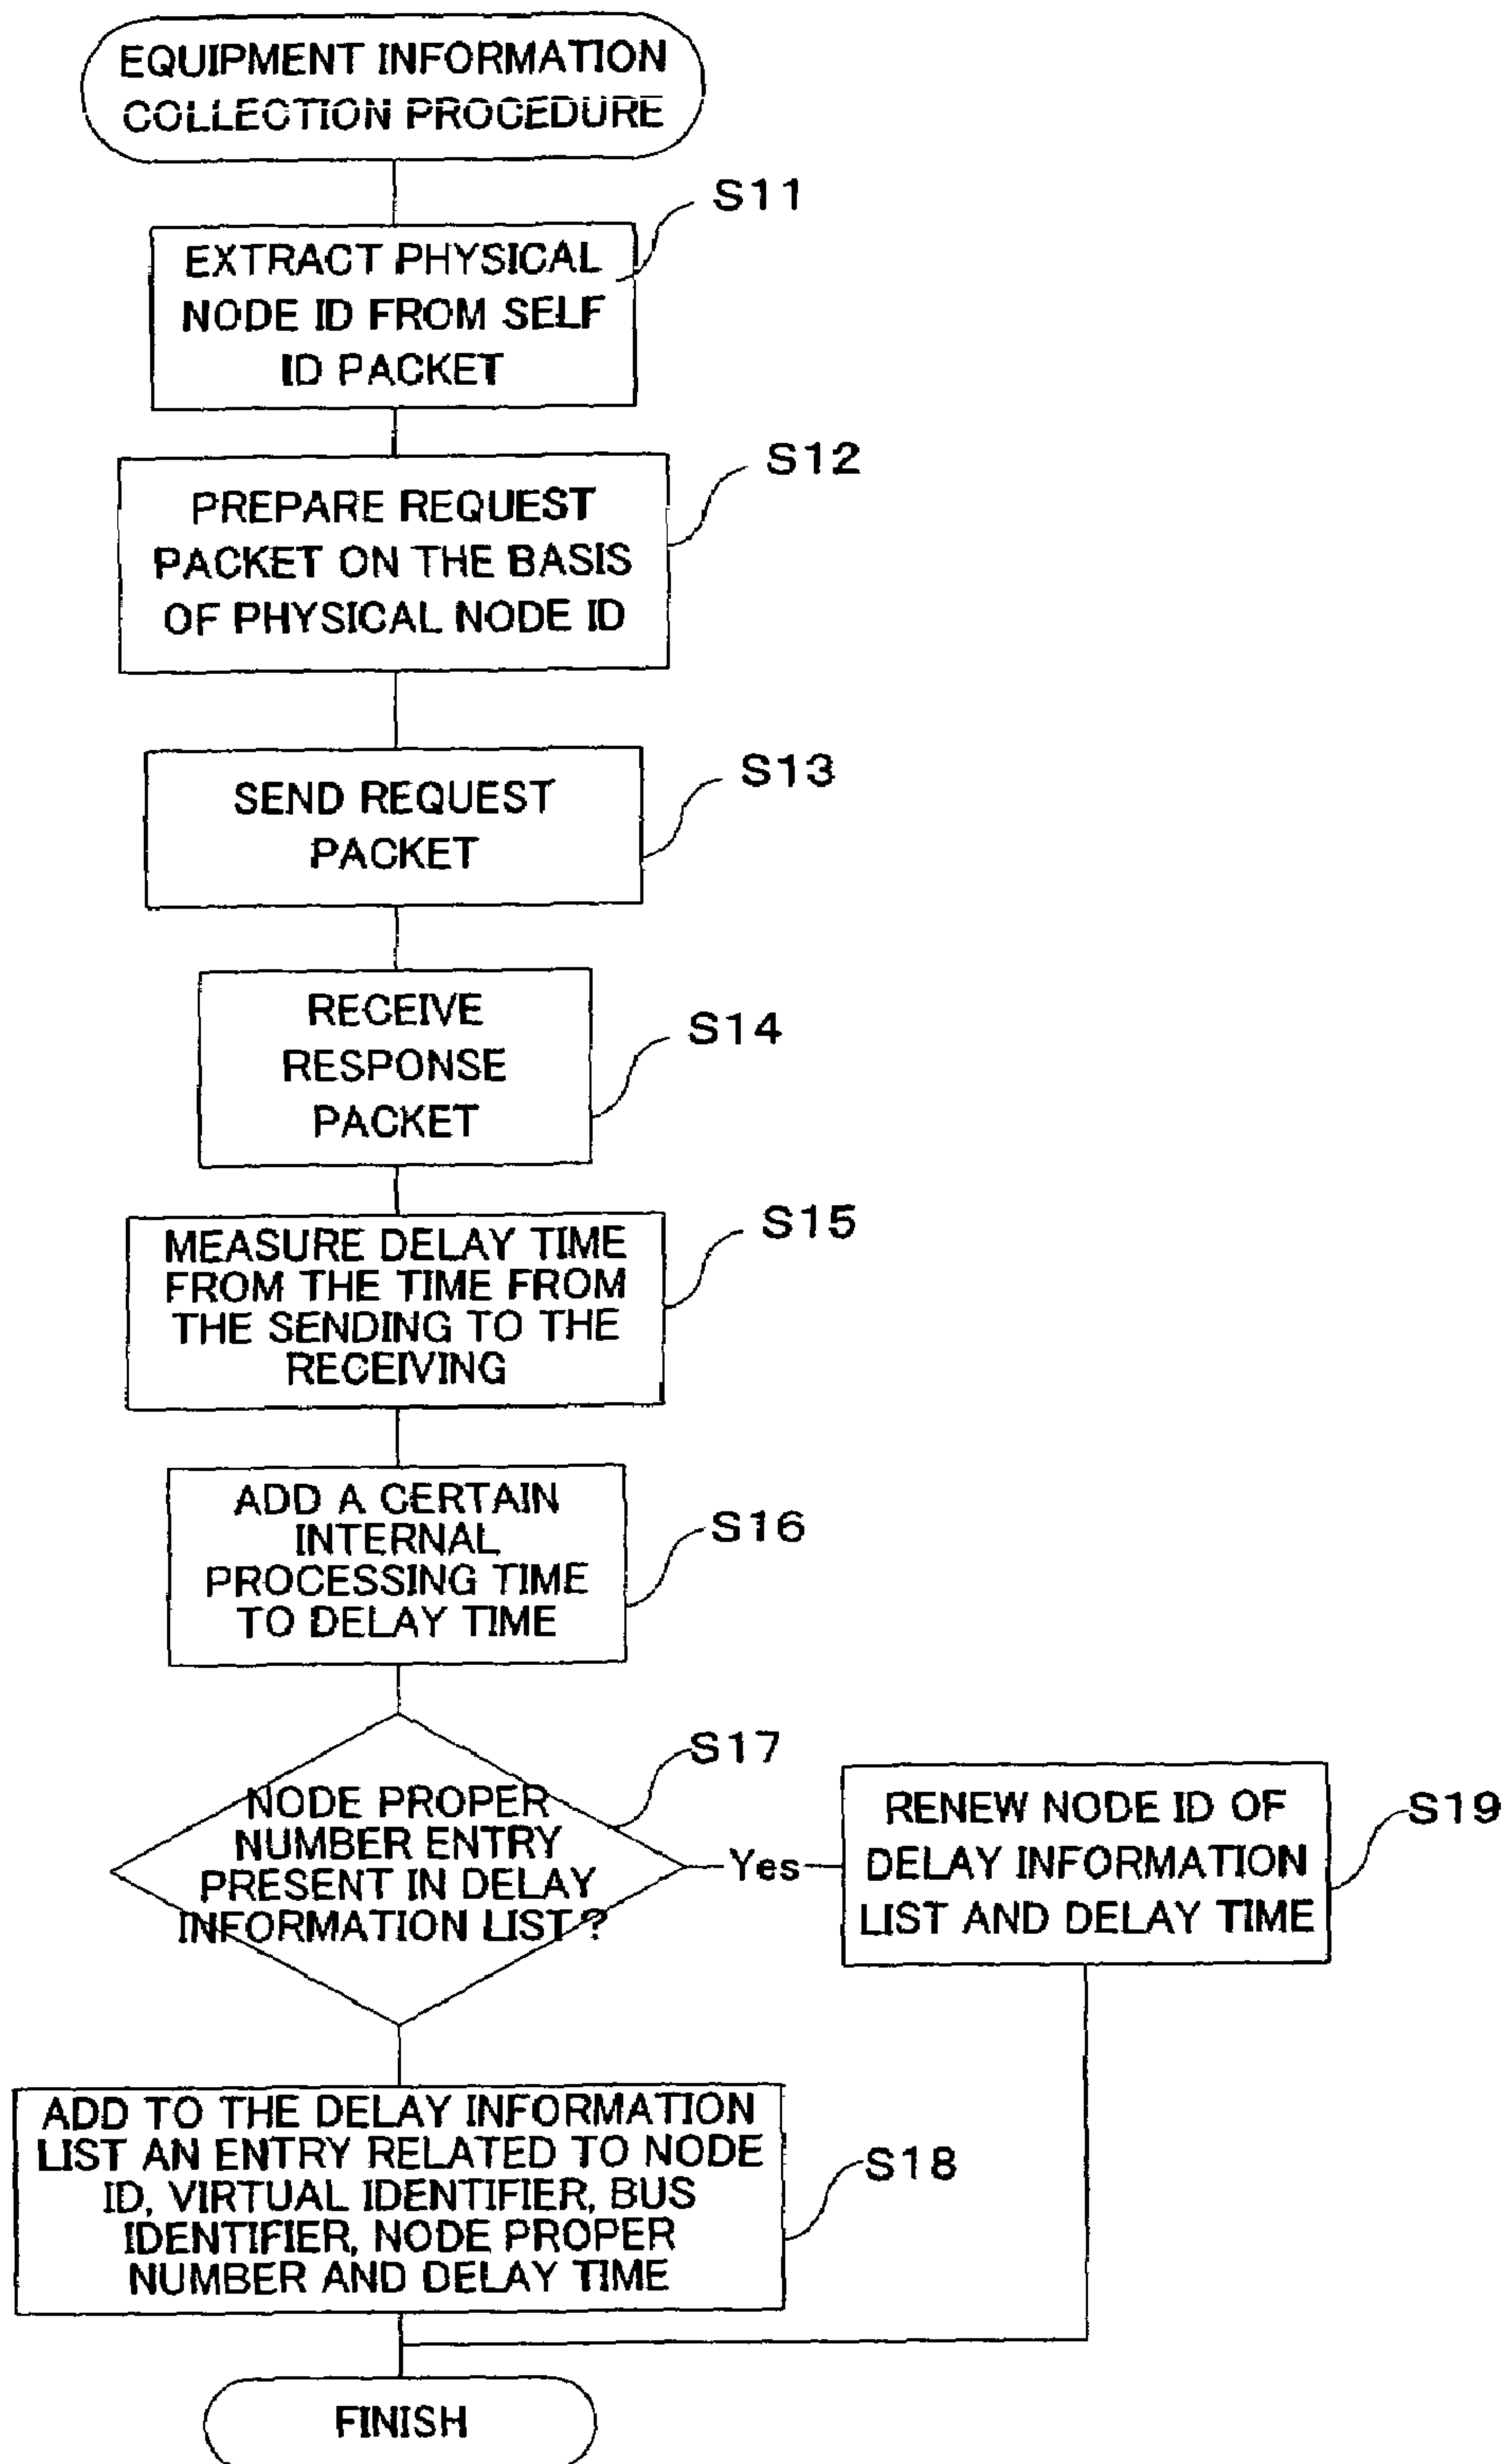 EQUIPMENT INFORMATION
COLLECTION PROCEDURE
S11
EXTRACT PHYSICAL
NODE ID FROM SELF
ID PACKET
S12
PREPARE REQUEST
PACKET ON THE BASIS
OF PHYSICAL NODE ID
S13
SEND REQUEST
PACKET
S14
RECEIVE
RESPONSE
PACKET
S15
MEASURE DELAY TIME
FROM THE TIME FROM
THE SENDING TO THE
RECEIVING
S16
ADD A CERTAIN
INTERNAL
PROCESSING TIME
TO DELAY TIME
S17
NODE PROPER
NUMBER ENTRY
PRESENT IN DELAY
INFORMATION LIST?
Yes
S19
RENEW NODE ID OF
DELAY INFORMATION
LIST AND DELAY TIME
S18
ADD TO THE DELAY INFORMATION
LIST AN ENTRY RELATED TO NODE
ID, VIRTUAL IDENTIFIER, BUS
IDENTIFIER, NODE PROPER
NUMBER AND DELAY TIME
FINISH